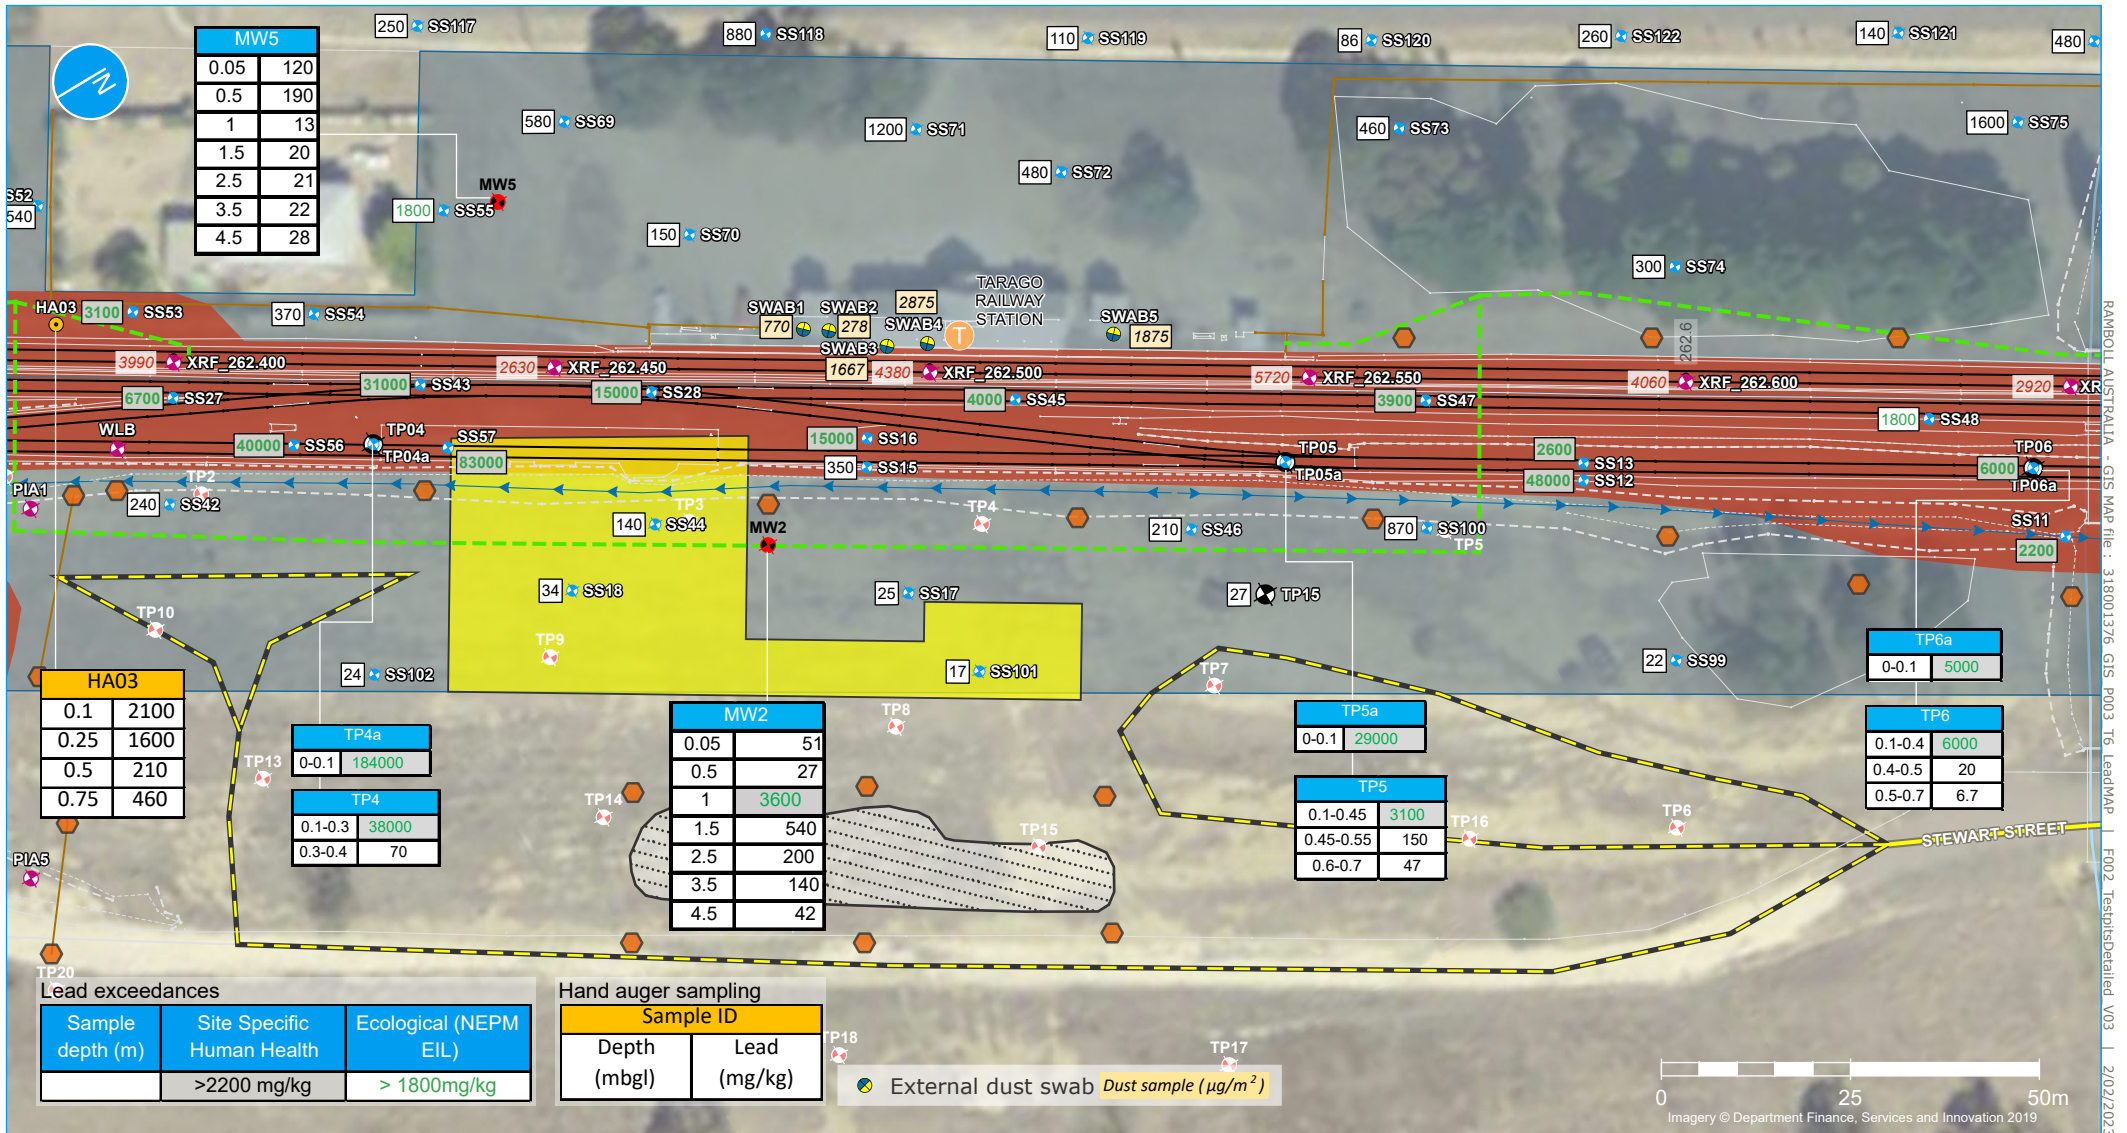 250 SS117
880 SS118
110 SS119
86 SS120
260 SS122
140 SS121
480
MW5
0.05 120
0.5 190
1 13
1.5 20
2.5 21
3.5 22
4.5 28
580 SS69
1200 SS71
480 SS72
460 SS73
1600 SS75
SS52
540
MW5
1800 SS55
150 SS70
300 SS74
TARAGO
RAILWAY
STATION
HA03
3100 SS53
370 SS54
SWAB1
770
SWAB2
278
2875
SWAB4
SWAB3
1667
T
SWAB5
1875
262.6
3990 XRF_262.400
2630 XRF_262.450
4380 XRF_262.500
5720 XRF_262.550
4060 XRF_262.600
2920 XR
6700 SS27
31000 SS43
15000 SS28
4000 SS45
3900 SS47
1800 SS48
WLB
40000 SS56
TP04
TP04a
SS57
83000
15000 SS16
350 SS15
TP05
TP05a
2600 SS13
48000 SS12
TP06
6000
TP06a
PIA1
TP2
240 SS42
TP3
140 SS44
MW2
TP4
210 SS46
870 SS100
TP5
SS11
2200
34 SS18
25 SS17
27 TP15
TP10
TP9
24 SS102
17 SS101
TP7
22 SS99
TP6a
0-0.1 5000
HA03
0.1 2100
0.25 1600
0.5 210
0.75 460
TP13
TP4a
0-0.1 184000
TP4
0.1-0.3 38000
0.3-0.4 70
TP14
MW2
0.05 51
0.5 27
1 3600
1.5 540
2.5 200
3.5 140
4.5 42
TP8
TP15
TP5a
0-0.1 29000
TP5
0.1-0.45 3100
0.45-0.55 150
0.6-0.7 47
TP16
TP6
TP6
0.1-0.4 6000
0.4-0.5 20
0.5-0.7 6.7
STEWART STREET
PIA5
TP20
TP18
TP17
Lead exceedances
Sample depth (m)
Site Specific Human Health
Ecological (NEPM EIL)
>2200 mg/kg
> 1800mg/kg
Hand auger sampling
Sample ID
Depth (mbgl)
Lead (mg/kg)
External dust swab Dust sample (µg/m²)
0 25 50m
Imagery © Department Finance, Services and Innovation 2019
RAMBOLL AUSTRALIA - GIS MAP file : 318001376_GIS_P003_T6_LeadMAP | F002_TestpitsDetailed_V03 | 2/02/2023